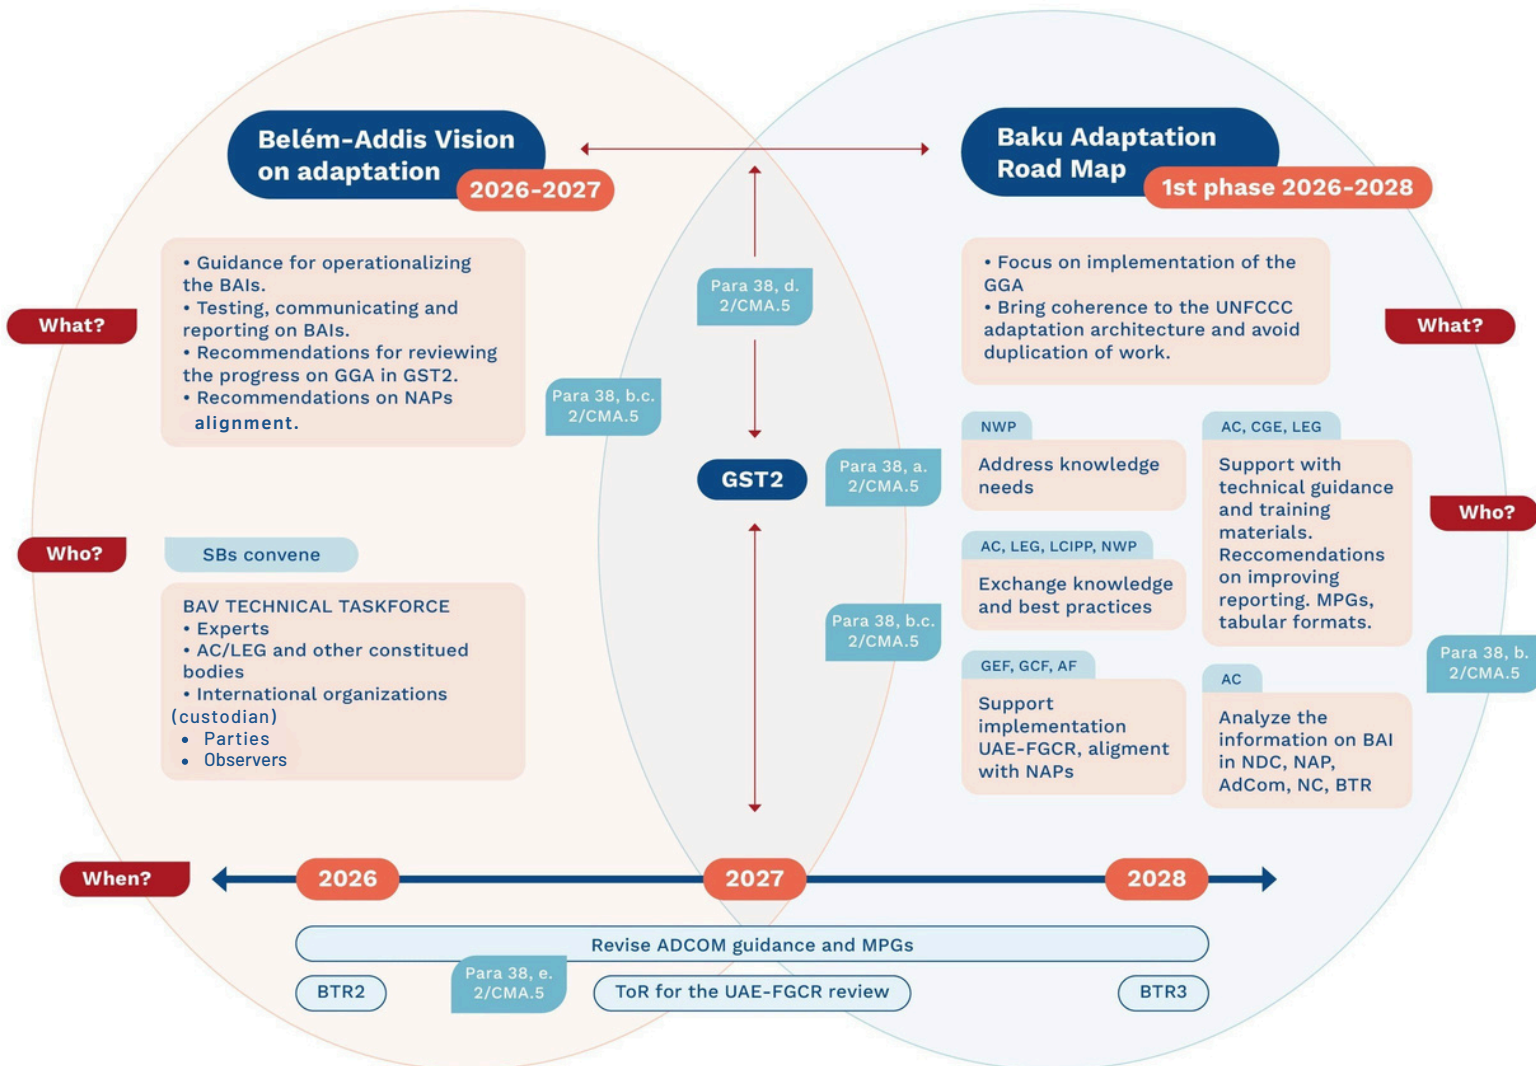 Belém-Addis Vision
on adaptation
2026-2027
What?
• Guidance for operationalizing
the BAIs.
• Testing, communicating and
reporting on BAIs.
• Recommendations for reviewing
the progress on GGA in GST2.
• Recommendations on NAPs
alignment.
Who?
SBs convene
BAV TECHNICAL TASKFORCE
• Experts
• AC/LEG and other constitued
bodies
• International organizations
(custodian)
• Parties
• Observers
Para 38, d.
2/CMA.5
Para 38, b.c.
2/CMA.5
GST2
Para 38, a.
2/CMA.5
Para 38, b.c.
2/CMA.5
Baku Adaptation
Road Map
1st phase 2026-2028
What?
• Focus on implementation of the
GGA
• Bring coherence to the UNFCCC
adaptation architecture and avoid
duplication of work.
Who?
NWP
Address knowledge
needs
AC, LEG, LCIPP, NWP
Exchange knowledge
and best practices
GEF, GCF, AF
Support
implementation
UAE-FGCR, aligment
with NAPs
AC, CGE, LEG
Support with
technical guidance
and training
materials.
Reccomendations
on improving
reporting. MPGs,
tabular formats.
AC
Analyze the
information on BAI
in NDC, NAP,
AdCom, NC, BTR
Para 38, b.
2/CMA.5
When?
2026
2027
2028
Revise ADCOM guidance and MPGs
BTR2
Para 38, e.
2/CMA.5
ToR for the UAE-FGCR review
BTR3